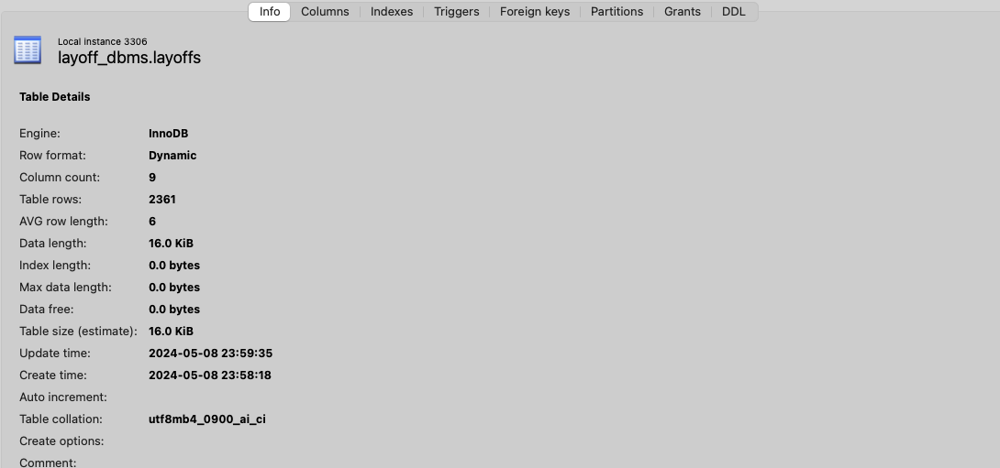 Info Columns Indexes Triggers Foreign keys Partitions Grants DDL
Local instance 3306
layoff_dbms.layoffs
Table Details
Engine: InnoDB
Row format: Dynamic
Column count: 9
Table rows: 2361
AVG row length: 6
Data length: 16.0 KiB
Index length: 0.0 bytes
Max data length: 0.0 bytes
Data free: 0.0 bytes
Table size (estimate): 16.0 KiB
Update time: 2024-05-08 23:59:35
Create time: 2024-05-08 23:58:18
Auto increment:
Table collation: utf8mb4_0900_ai_ci
Create options:
Comment: